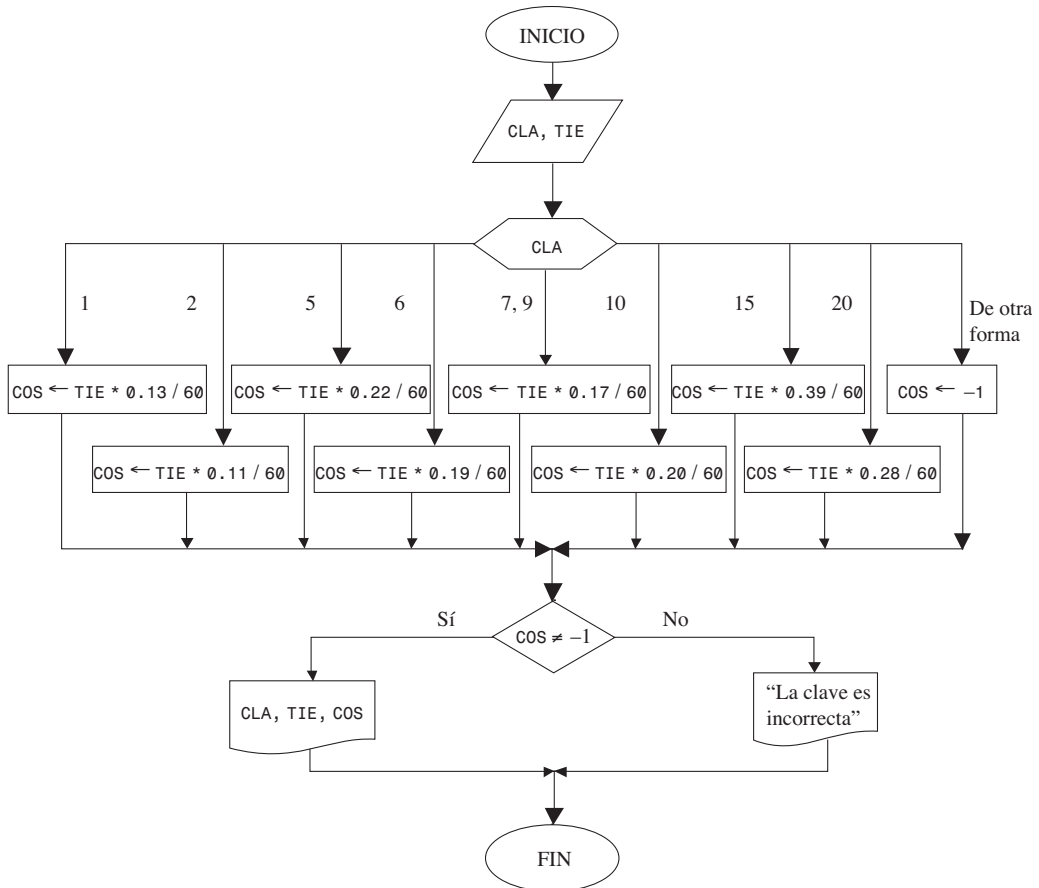 INICIO
CLA, TIE
CLA
1
2
5
6
7, 9
10
15
20
De otra
forma
COS ← TIE * 0.13 / 60
COS ← TIE * 0.22 / 60
COS ← TIE * 0.17 / 60
COS ← TIE * 0.39 / 60
COS ← −1
COS ← TIE * 0.11 / 60
COS ← TIE * 0.19 / 60
COS ← TIE * 0.20 / 60
COS ← TIE * 0.28 / 60
Sí
COS ≠ −1
No
CLA, TIE, COS
“La clave es
incorrecta”
FIN